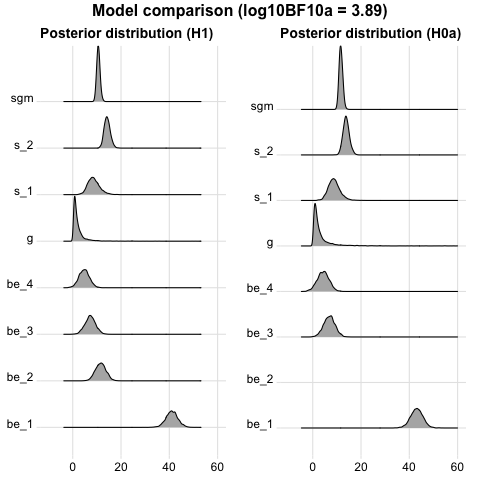 Model comparison (log10BF10a = 3.89)
Posterior distribution (H1)
sgm
s_2
s_1
g
be_4
be_3
be_2
be_1
0 20 40 60
Posterior distribution (H0a)
sgm
s_2
s_1
g
be_4
be_3
be_2
be_1
0 20 40 60